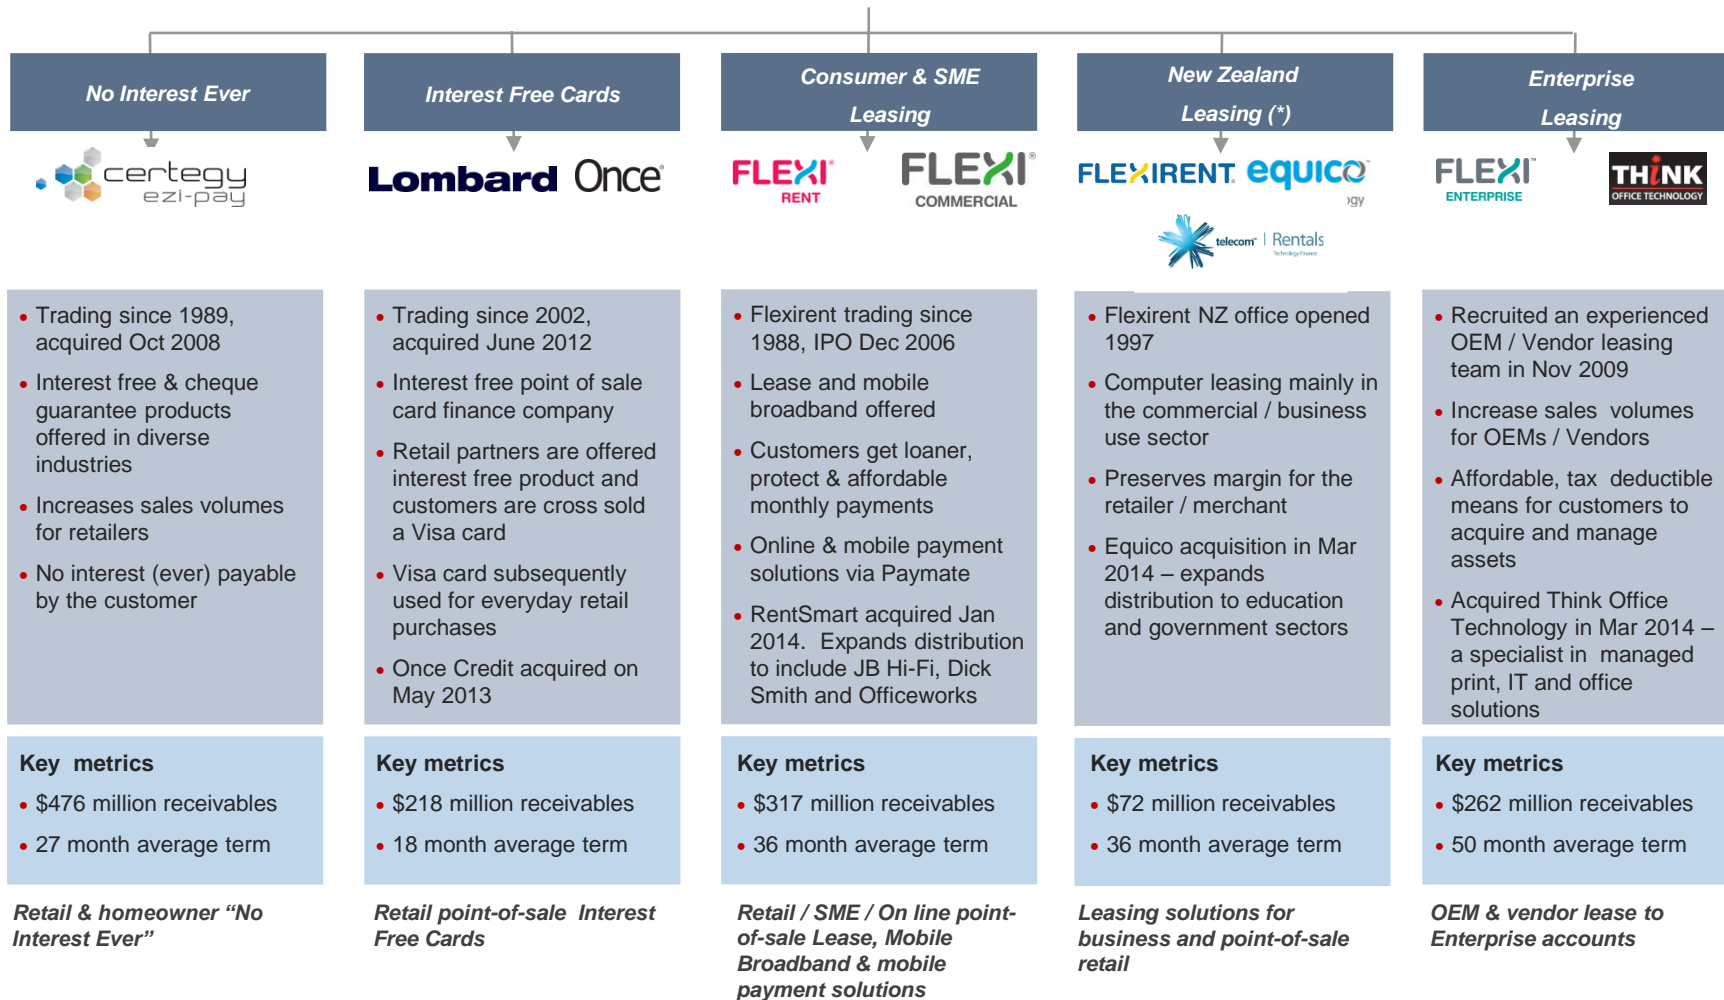 No Interest Ever
certegy
ezi-pay
• Trading since 1989,
acquired Oct 2008
• Interest free & cheque
guarantee products
offered in diverse
industries
• Increases sales volumes
for retailers
• No interest (ever) payable
by the customer
Key metrics
• $476 million receivables
• 27 month average term
Retail & homeowner “No
Interest Ever”
Interest Free Cards
Lombard Once
• Trading since 2002,
acquired June 2012
• Interest free point of sale
card finance company
• Retail partners are offered
interest free product and
customers are cross sold
a Visa card
• Visa card subsequently
used for everyday retail
purchases
• Once Credit acquired on
May 2013
Key metrics
• $218 million receivables
• 18 month average term
Retail point-of-sale Interest
Free Cards
Consumer & SME
Leasing
FLEXI®
RENT
FLEXI®
COMMERCIAL
• Flexirent trading since
1988, IPO Dec 2006
• Lease and mobile
broadband offered
• Customers get loaner,
protect & affordable
monthly payments
• Online & mobile payment
solutions via Paymate
• RentSmart acquired Jan
2014. Expands distribution
to include JB Hi-Fi, Dick
Smith and Officeworks
Key metrics
• $317 million receivables
• 36 month average term
Retail / SME / On line point-
of-sale Lease, Mobile
Broadband & mobile
payment solutions
New Zealand
Leasing (*)
FLEXIRENT. equico™
ogy
telecom™ | Rentals
Technology Finance
• Flexirent NZ office opened
1997
• Computer leasing mainly in
the commercial / business
use sector
• Preserves margin for the
retailer / merchant
• Equico acquisition in Mar
2014 – expands
distribution to education
and government sectors
Key metrics
• $72 million receivables
• 36 month average term
Leasing solutions for
business and point-of-sale
retail
Enterprise
Leasing
FLEXI™
ENTERPRISE
THiNK
OFFICE TECHNOLOGY
• Recruited an experienced
OEM / Vendor leasing
team in Nov 2009
• Increase sales volumes
for OEMs / Vendors
• Affordable, tax deductible
means for customers to
acquire and manage
assets
• Acquired Think Office
Technology in Mar 2014 –
a specialist in managed
print, IT and office
solutions
Key metrics
• $262 million receivables
• 50 month average term
OEM & vendor lease to
Enterprise accounts